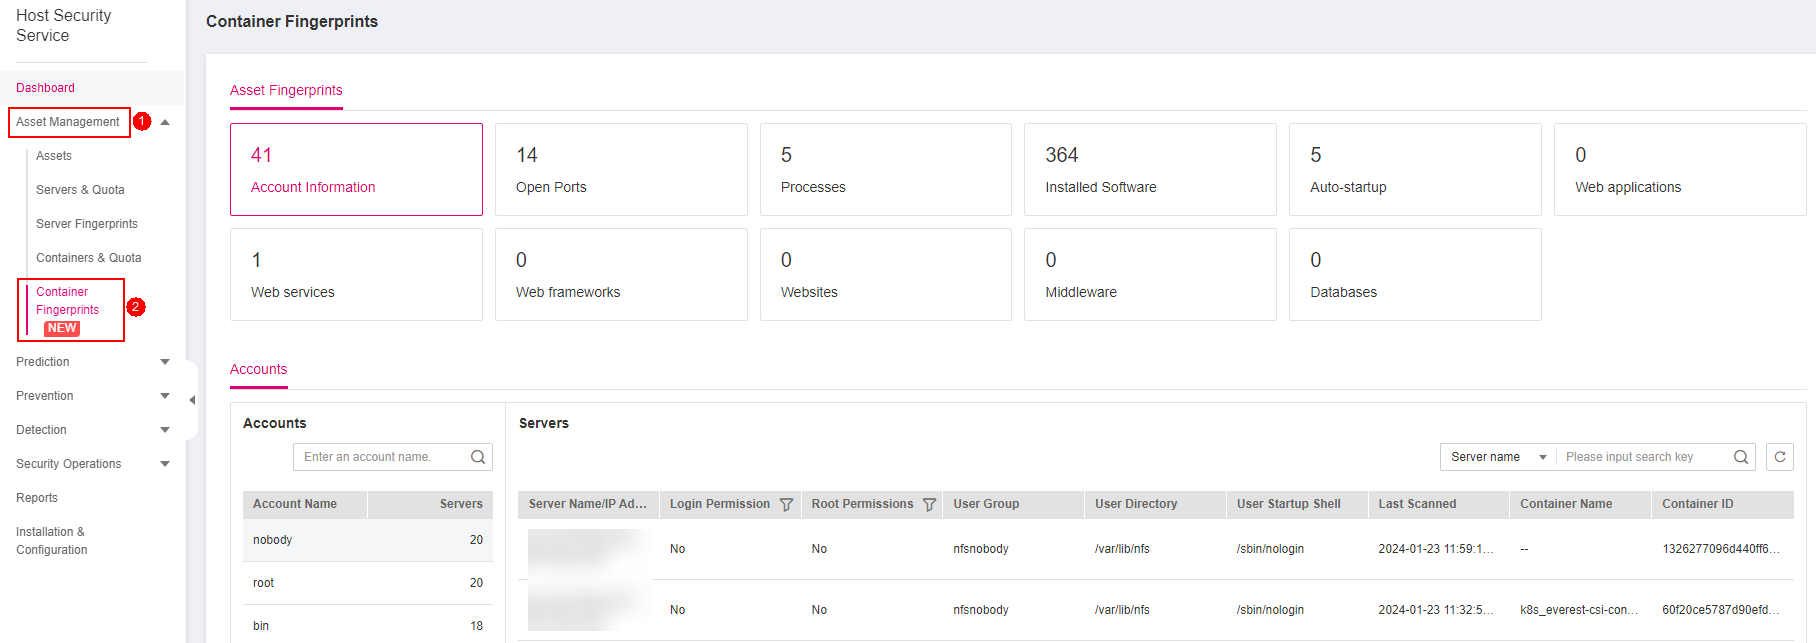 Host Security
Service
Dashboard
Asset Management
1
Assets
Servers & Quota
Server Fingerprints
Containers & Quota
Container
Fingerprints
NEW
2
Prediction
Prevention
Detection
Security Operations
Reports
Installation &
Configuration
Container Fingerprints
Asset Fingerprints
41
Account Information
14
Open Ports
5
Processes
364
Installed Software
5
Auto-startup
0
Web applications
1
Web services
0
Web frameworks
0
Websites
0
Middleware
0
Databases
Accounts
Accounts
Enter an account name.
Account Name Servers
nobody 20
root 20
bin 18
Servers
Server name Please input search key
Server Name/IP Ad... Login Permission Root Permissions User Group User Directory User Startup Shell Last Scanned Container Name Container ID
No No nfsnobody /var/lib/nfs /sbin/nologin 2024-01-23 11:59:1... -- 1326277096d440ff6...
No No nfsnobody /var/lib/nfs /sbin/nologin 2024-01-23 11:32:5... k8s_everest-csi-con... 60f20ce5787d90efd...